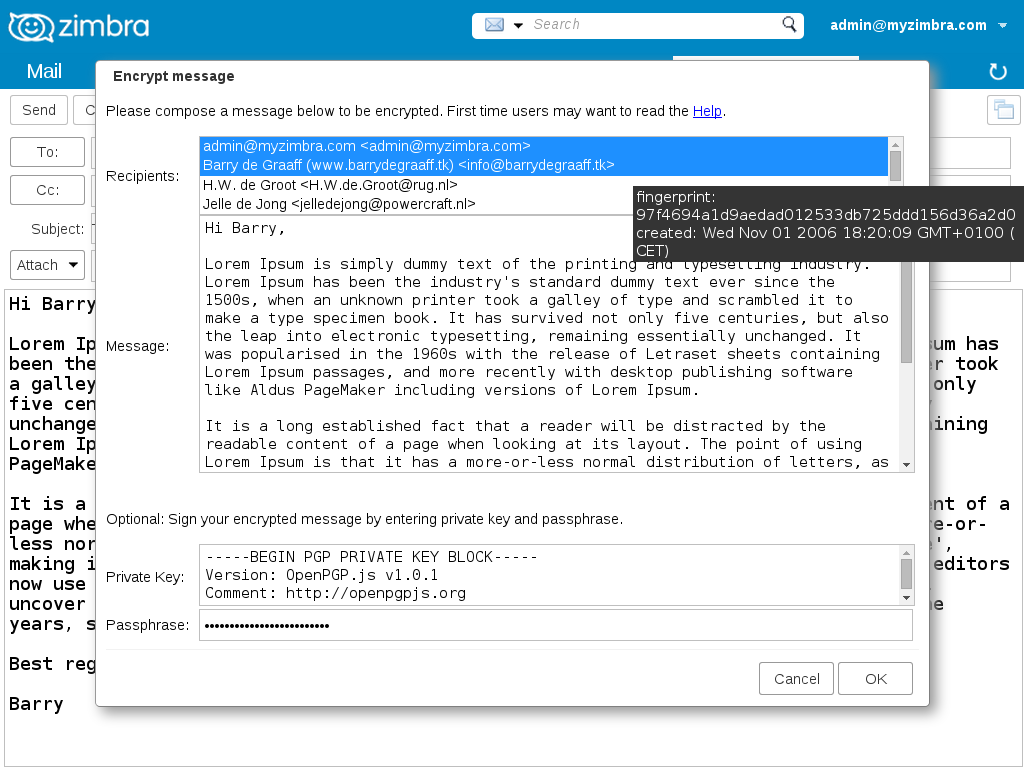 zimbra
Search
admin@myzimbra.com
Mail
Encrypt message
Send
C
Please compose a message below to be encrypted. First time users may want to read the Help.
To:
Cc:
Subject:
Attach
Recipients:
admin@myzimbra.com <admin@myzimbra.com>
Barry de Graaff (www.barrydegraaff.tk) <info@barrydegraaff.tk>
H.W. de Groot <H.W.de.Groot@rug.nl>
Jelle de Jong <jelledejong@powercraft.nl>
fingerprint:
97f4694a1d9aedad012533db725ddd156d36a2d0
created: Wed Nov 01 2006 18:20:09 GMT+0100 (
CET)
Message:
Hi Barry,
Lorem Ipsum is simply dummy text of the printing and typesetting industry.
Lorem Ipsum has been the industry's standard dummy text ever since the
1500s, when an unknown printer took a galley of type and scrambled it to
make a type specimen book. It has survived not only five centuries, but also
the leap into electronic typesetting, remaining essentially unchanged. It
was popularised in the 1960s with the release of Letraset sheets containing
Lorem Ipsum passages, and more recently with desktop publishing software
like Aldus PageMaker including versions of Lorem Ipsum.
It is a long established fact that a reader will be distracted by the
readable content of a page when looking at its layout. The point of using
Lorem Ipsum is that it has a more-or-less normal distribution of letters, as
Optional: Sign your encrypted message by entering private key and passphrase.
Private Key:
-----BEGIN PGP PRIVATE KEY BLOCK-----
Version: OpenPGP.js v1.0.1
Comment: http://openpgpjs.org
Passphrase:
Cancel
OK
Hi Barry
Lorem Ip
sum has
been the
r took
a galley
only
five cen
unchange
ining
Lorem Ip
PageMake
It is a
nt of a
page whe
re-or-
less nor
',
making i
editors
now use
uncover
e
years, s
Best reg
Barry